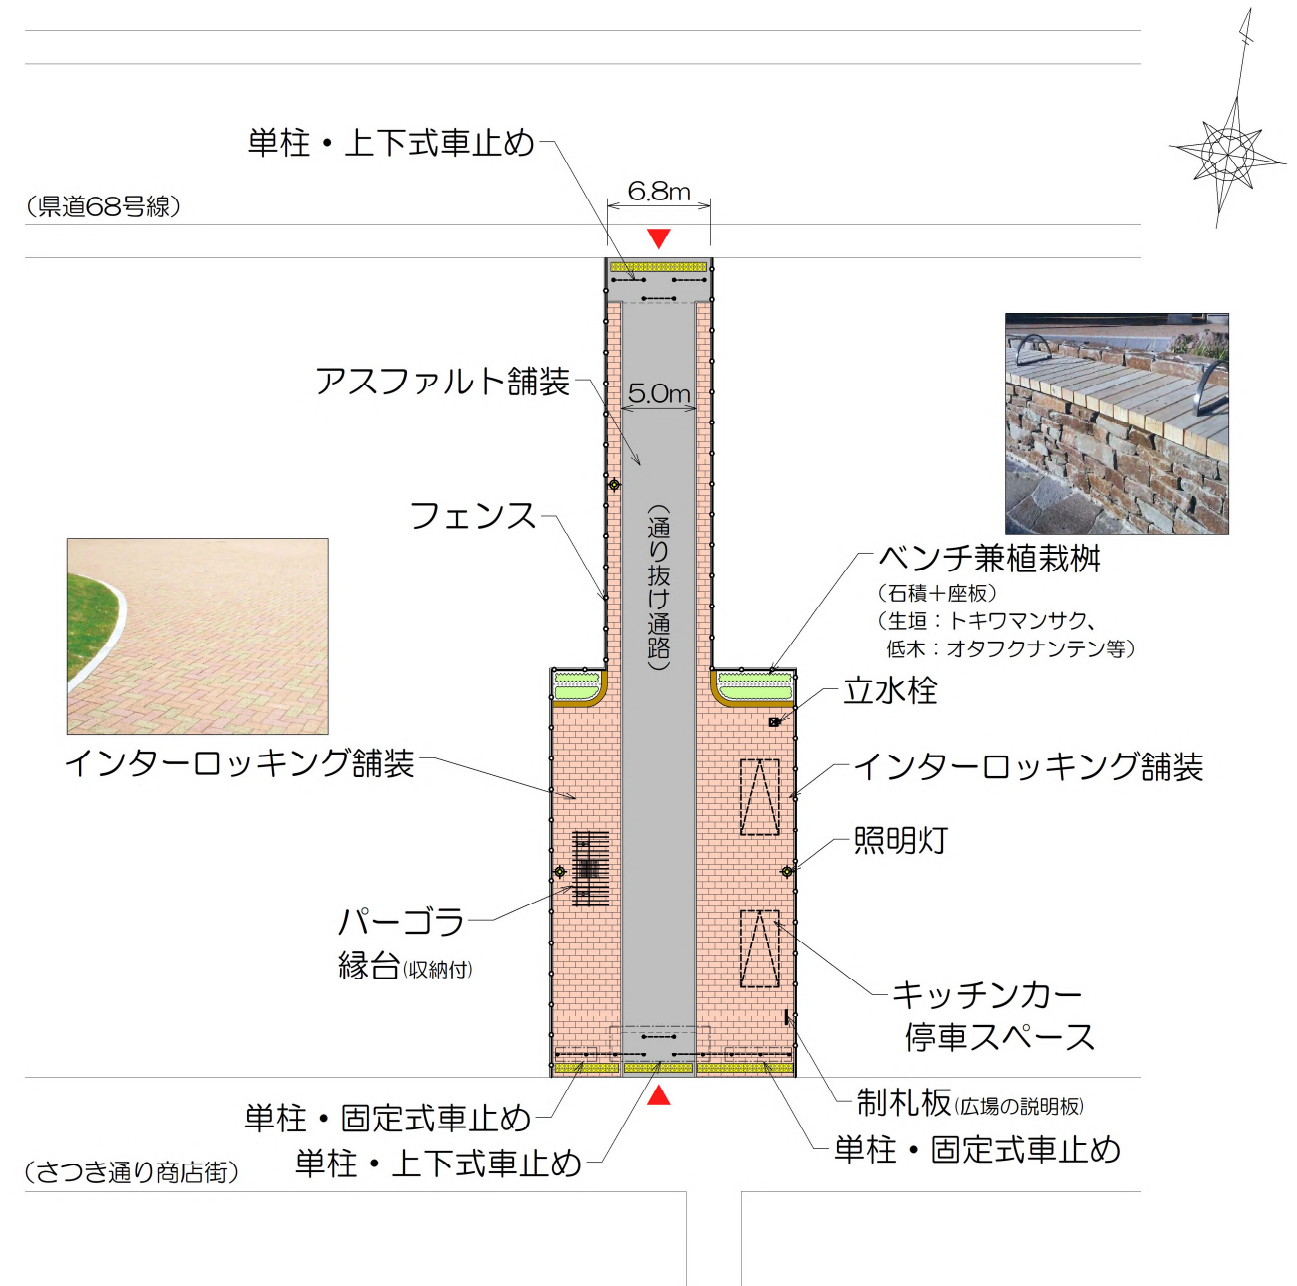 単柱・上下式車止め
6.8m
(県道68号線)
アスファルト舗装
5.0m
フェンス
(通り抜け通路)
ベンチ兼植栽桝
(石積+座板)
(生垣:トキワマンサク、
低木:オタフクナンテン等)
立水栓
インターロッキング舗装
インターロッキング舗装
照明灯
パーゴラ
縁台(収納付)
キッチンカー
停車スペース
制札板(広場の説明板)
単柱・固定式車止め
単柱・固定式車止め
単柱・上下式車止め
(さつき通り商店街)